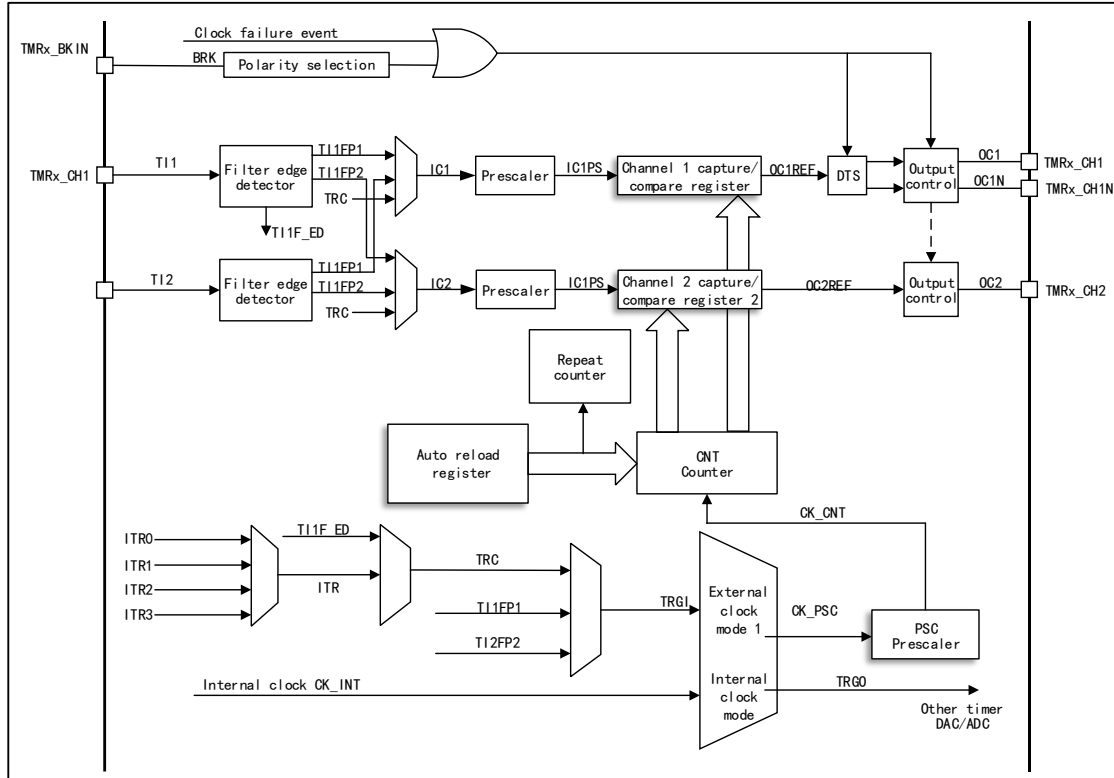 Clock failure event
TMRx_BKIN
BRK
Polarity selection
TMRx_CH1
TI1
Filter edge
detector
TI1FP1
TI1FP2
TRC
TI1F_ED
IC1
Prescaler
IC1PS
Channel 1 capture/
compare register
OC1REF
DTS
Output
control
OC1
OC1N
TMRx_CH1
TMRx_CH1N
TI2
Filter edge
detector
TI1FP1
TI1FP2
TRC
IC2
Prescaler
IC1PS
Channel 2 capture/
compare register 2
OC2REF
Output
control
OC2
TMRx_CH2
Repeat
counter
Auto reload
register
CNT
Counter
CK_CNT
ITR0
ITR1
ITR2
ITR3
TI1F_ED
ITR
TRC
TI1FP1
TI2FP2
TRGI
External
clock
mode 1
CK_PSC
PSC
Prescaler
Internal clock CK_INT
Internal
clock
mode
TRGO
Other timer
DAC/ADC